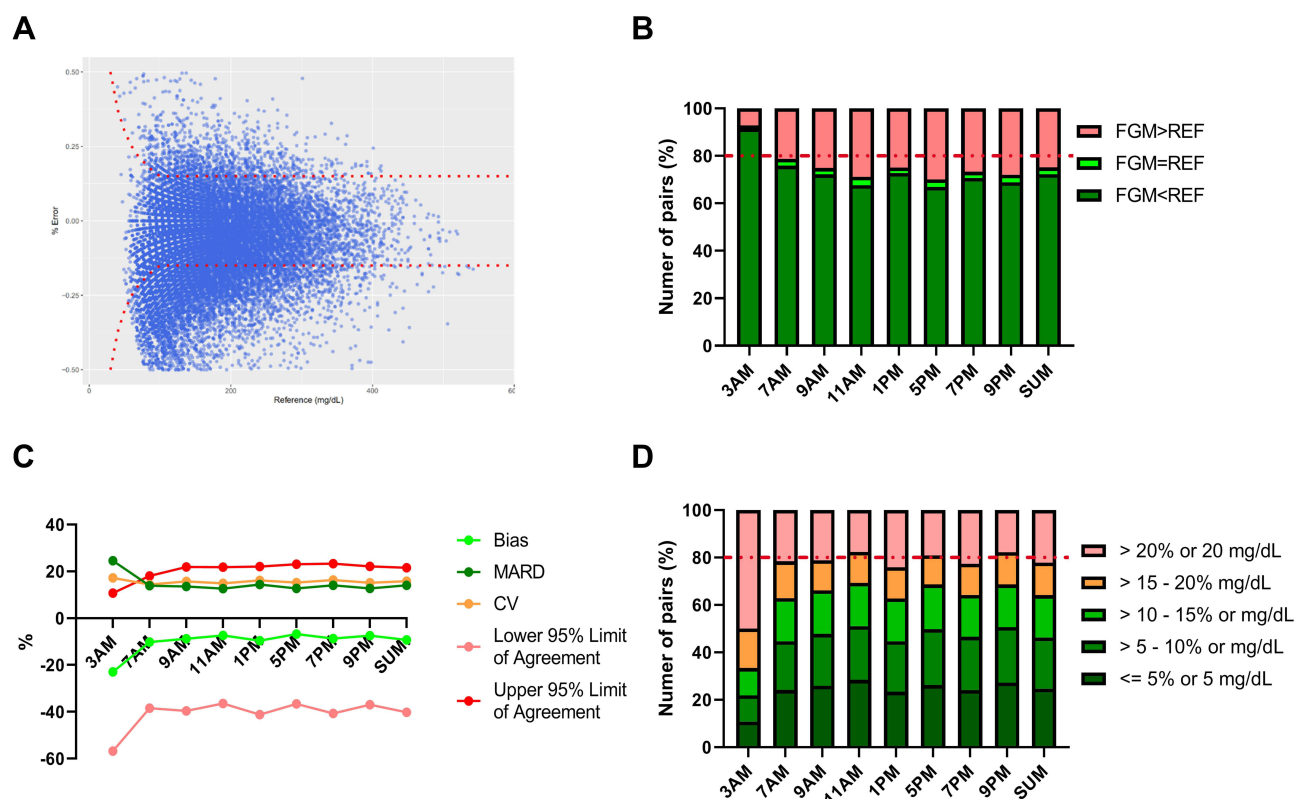 A
0.50
0.25
0.00
−0.25
−0.50
% Error
0
200
400
60
Reference (mg/dL)
B
100
80
60
40
20
0
Numer of pairs (%)
3AM
7AM
9AM
11AM
1PM
5PM
7PM
9PM
SUM
FGM>REF
FGM=REF
FGM<REF
C
40
20
0
-20
-40
-60
%
3AM
7AM
9AM
11AM
1PM
5PM
7PM
9PM
SUM
Bias
MARD
CV
Lower 95% Limit
of Agreement
Upper 95% Limit
of Agreement
D
100
80
60
40
20
0
Numer of pairs (%)
3AM
7AM
9AM
11AM
1PM
5PM
7PM
9PM
SUM
> 20% or 20 mg/dL
> 15 - 20% mg/dL
> 10 - 15% or mg/dL
> 5 - 10% or mg/dL
<= 5% or 5 mg/dL